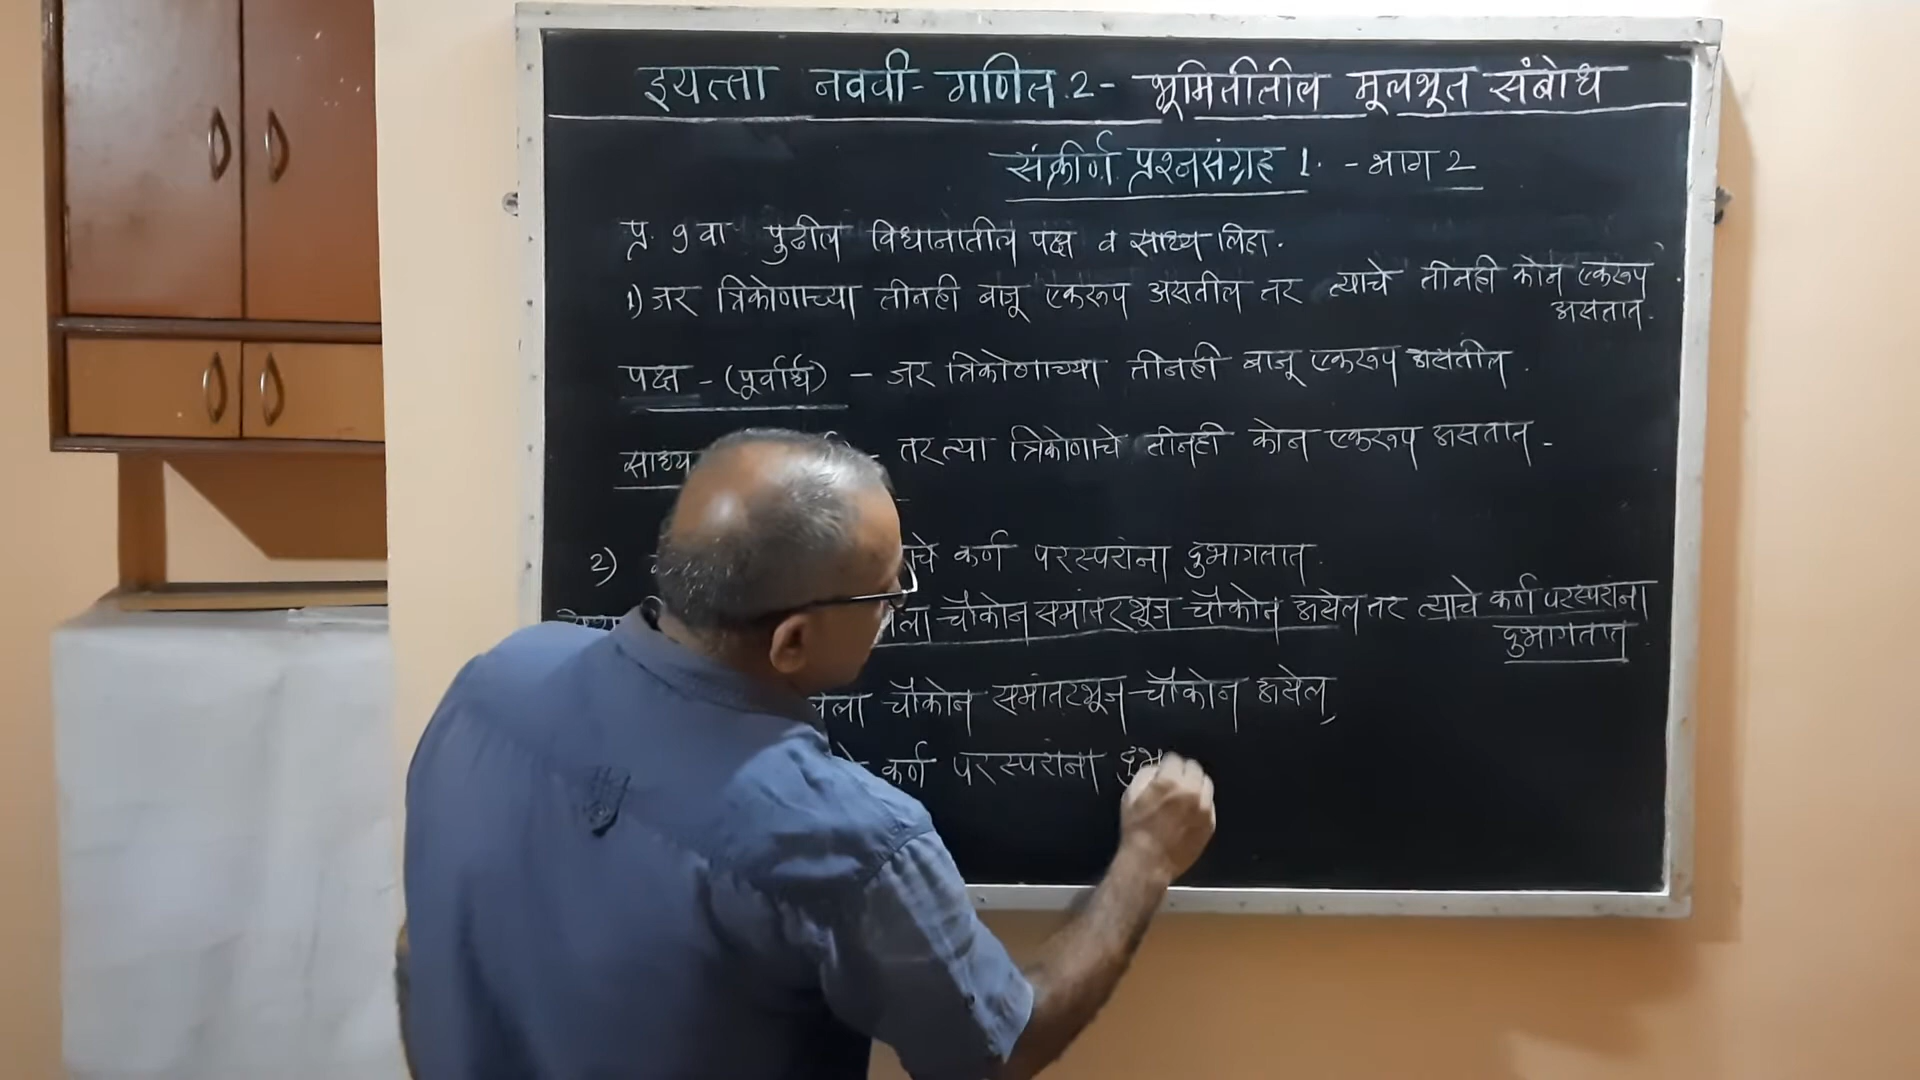 इयत्ता नववी - गणित.2 - भूमितीतील मूलभूत संबोध
संकीर्ण प्रश्नसंग्रह 1. - भाग 2
प्र. 9 वा पुढील विधानातील पक्ष व साध्य लिहा.
1) जर त्रिकोणाच्या तीनही बाजू एकरूप असतील तर त्याचे तीनही कोन एकरूप
असतात.
पक्ष - (पूर्वार्ध) - जर त्रिकोणाच्या तीनही बाजू एकरूप असतील.
साध्य - तर त्या त्रिकोणाचे तीनही कोन एकरूप असतात -
2) कर्ण परस्परांना दुभागतात.
चौकोन समांतरभूज चौकोन असेल तर त्याचे कर्ण परस्परांना
दुभागतात
चौकोन समांतरभूज चौकोन असेल,
कर्ण परस्परांना